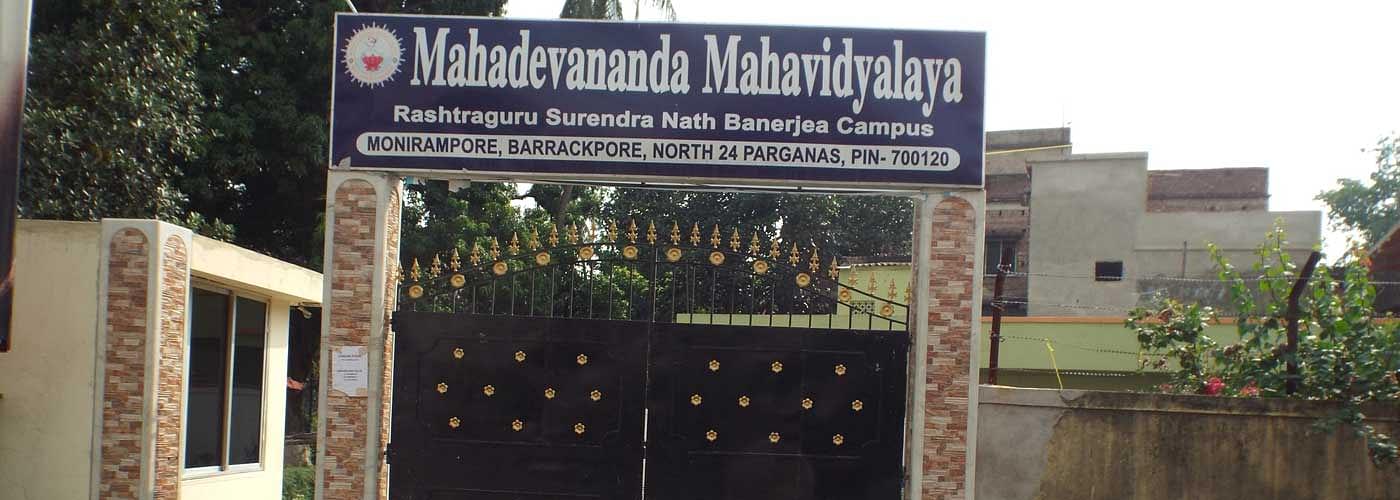 Mahadevananda Mahavidyalaya
Rashtraguru Surendra Nath Banerjea Campus
MONIRAMPORE, BARRACKPORE, NORTH 24 PARGANAS, PIN- 700120